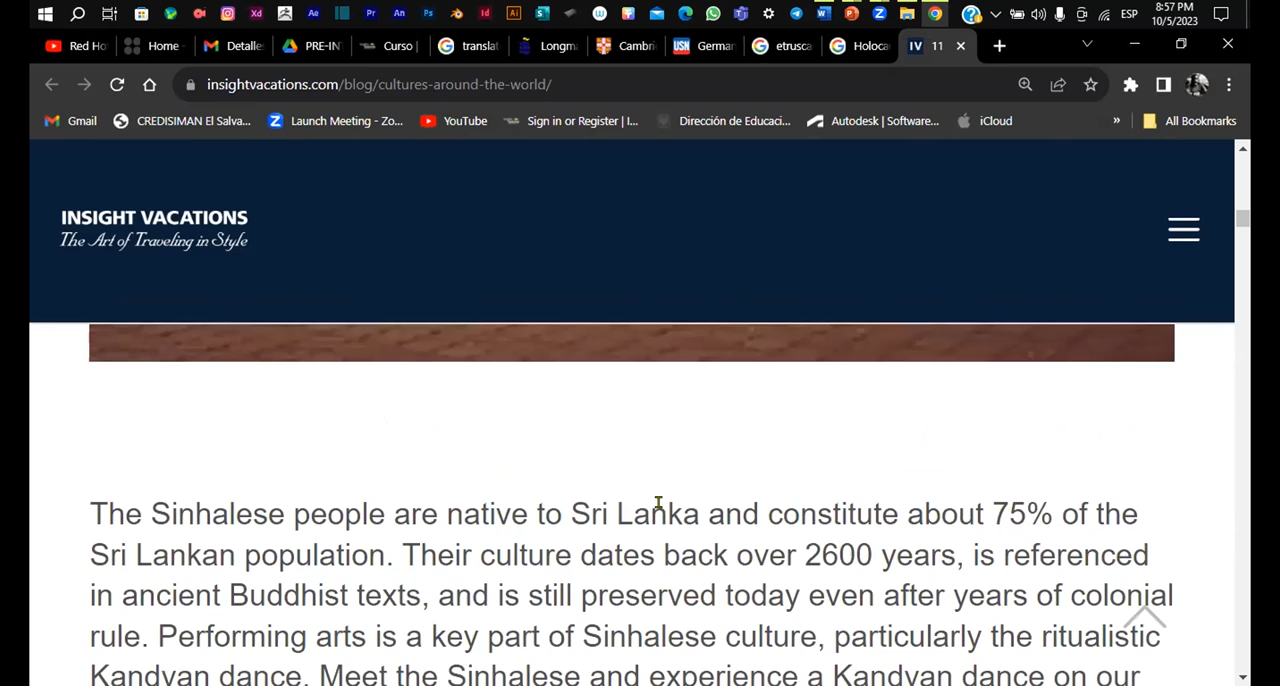 ESP
8:57 PM
10/5/2023
Red Ho
Home
Detalle
PRE-IN
Curso
translat
Longm
Cambri
German
etrusca
Holoca
11
insightvacations.com/blog/cultures-around-the-world/
Gmail
CREDISIMAN El Salva...
Launch Meeting - Zo...
YouTube
Sign in or Register | I...
Dirección de Educaci...
Autodesk | Software...
iCloud
»
All Bookmarks
INSIGHT VACATIONS
The Art of Traveling in Style
The Sinhalese people are native to Sri Lanka and constitute about 75% of the
Sri Lankan population. Their culture dates back over 2600 years, is referenced
in ancient Buddhist texts, and is still preserved today even after years of colonial
rule. Performing arts is a key part of Sinhalese culture, particularly the ritualistic
Kandyan dance. Meet the Sinhalese and experience a Kandyan dance on our